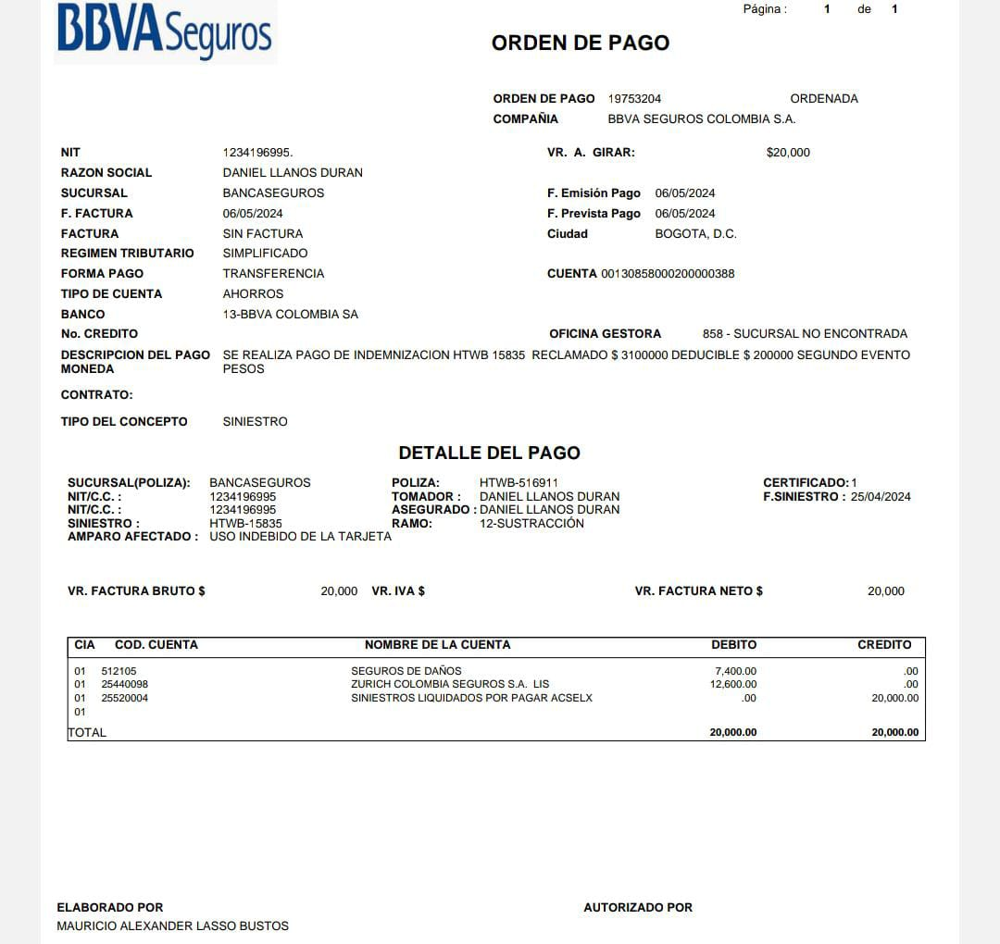 BBVA Seguros
Página : 1 de 1
ORDEN DE PAGO
ORDEN DE PAGO 19753204 ORDENADA
COMPAÑIA BBVA SEGUROS COLOMBIA S.A.
NIT 1234196995. VR. A. GIRAR: $20,000
RAZON SOCIAL DANIEL LLANOS DURAN
SUCURSAL BANCASEGUROS F. Emisión Pago 06/05/2024
F. FACTURA 06/05/2024 F. Prevista Pago 06/05/2024
FACTURA SIN FACTURA Ciudad BOGOTA, D.C.
REGIMEN TRIBUTARIO SIMPLIFICADO
FORMA PAGO TRANSFERENCIA CUENTA 00130858000200000388
TIPO DE CUENTA AHORROS
BANCO 13-BBVA COLOMBIA SA
No. CREDITO OFICINA GESTORA 858 - SUCURSAL NO ENCONTRADA
DESCRIPCION DEL PAGO SE REALIZA PAGO DE INDEMNIZACION HTWB 15835 RECLAMADO $ 3100000 DEDUCIBLE $ 200000 SEGUNDO EVENTO
MONEDA PESOS
CONTRATO:
TIPO DEL CONCEPTO SINIESTRO
DETALLE DEL PAGO
SUCURSAL(POLIZA): BANCASEGUROS POLIZA: HTWB-516911 CERTIFICADO: 1
NIT/C.C. : 1234196995 TOMADOR : DANIEL LLANOS DURAN F.SINIESTRO : 25/04/2024
NIT/C.C. : 1234196995 ASEGURADO : DANIEL LLANOS DURAN
SINIESTRO : HTWB-15835 RAMO: 12-SUSTRACCIÓN
AMPARO AFECTADO : USO INDEBIDO DE LA TARJETA
VR. FACTURA BRUTO $ 20,000 VR. IVA $ VR. FACTURA NETO $ 20,000
CIA COD. CUENTA NOMBRE DE LA CUENTA DEBITO CREDITO
01 512105 SEGUROS DE DAÑOS 7,400.00 .00
01 25440098 ZURICH COLOMBIA SEGUROS S.A. LIS 12,600.00 .00
01 25520004 SINIESTROS LIQUIDADOS POR PAGAR ACSELX .00 20,000.00
01
TOTAL 20,000.00 20,000.00
ELABORADO POR AUTORIZADO POR
MAURICIO ALEXANDER LASSO BUSTOS